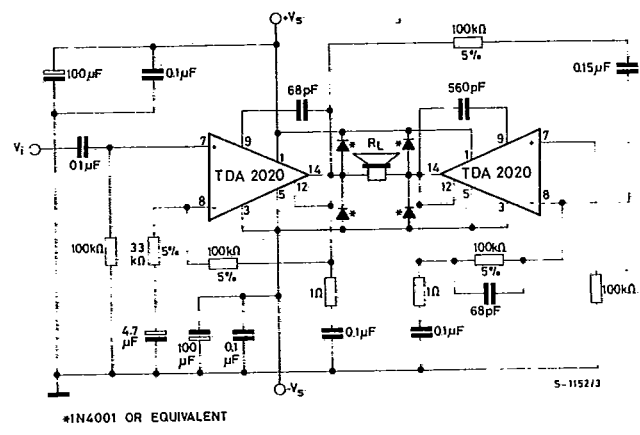 +Vs
100µF
0.1µF
68pF
100kΩ
5%
560pF
0.15µF
Vi
01µF
7
9
+
TDA 2020
1
14
12
5
8
-
3
*
*
RL
*
*
14
12
1
5
9
7
TDA 2020
8
3
100kΩ
33
kΩ
5%
100kΩ
5%
4.7
µF
100
µF
0.1
µF
1Ω
0.1µF
1Ω
0.1µF
100kΩ
5%
68pF
100kΩ
-Vs
S-1152/3
*1N4001 OR EQUIVALENT